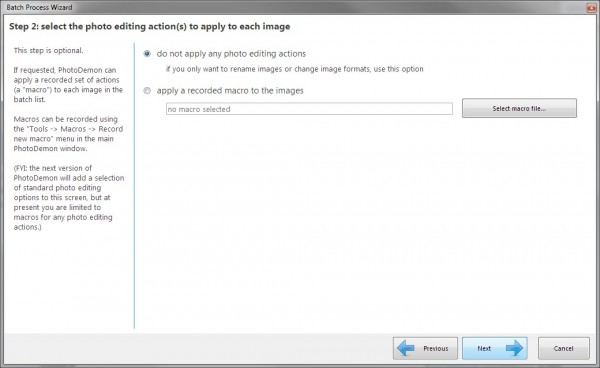 Batch Process Wizard
Step 2: select the photo editing action(s) to apply to each image
This step is optional.
If requested, PhotoDemon can
apply a recorded set of actions
(a "macro") to each image in the
batch list.
Macros can be recorded using
the "Tools -> Macros -> Record
new macro" menu in the main
PhotoDemon window.
(FYI: the next version of
PhotoDemon will add a selection
of standard photo editing
options to this screen, but at
present you are limited to
macros for any photo editing
actions.)
do not apply any photo editing actions
if you only want to rename images or change image formats, use this option
apply a recorded macro to the images
no macro selected
Select macro file...
Previous
Next
Cancel